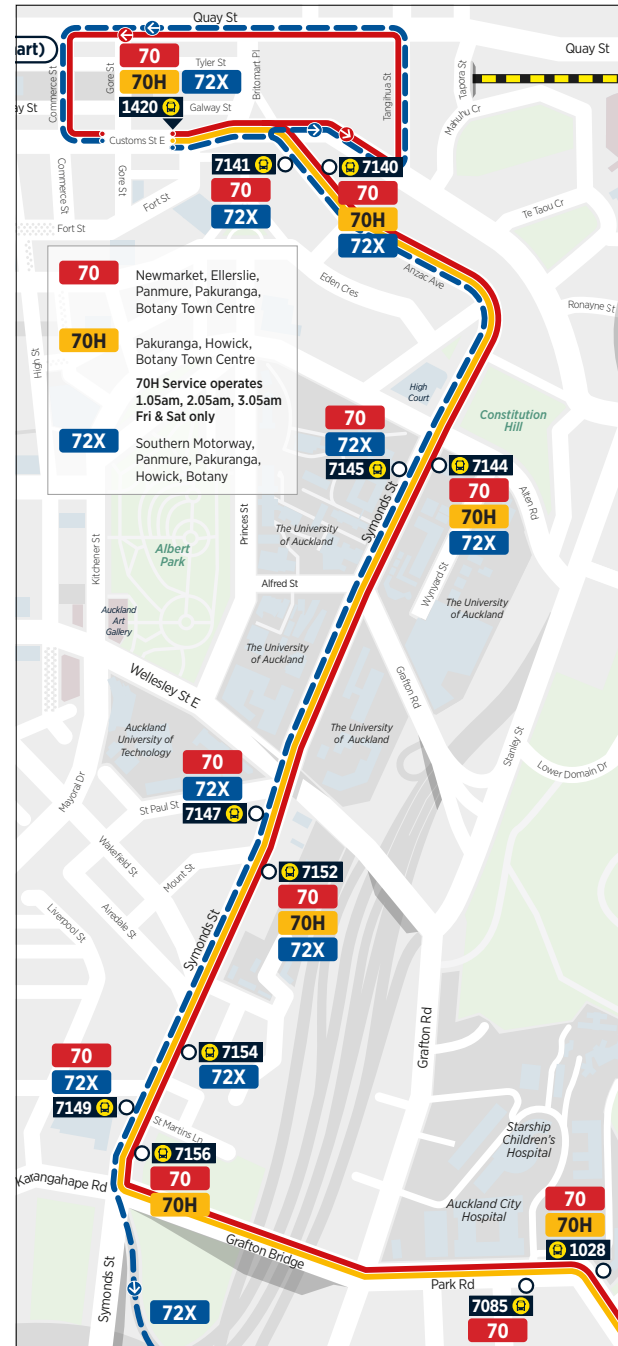 Quay St
art)
70
Quay St
Tyler St
Gore St
Commerce St
Britomart Pl
Tapora St
70H
72X
ay St
1420
Galway St
Tangihua St
Mahuhu Cr
Customs St E
7141
7140
Commerce St
Gore St
70
70
Fort St
72X
70H
Te Taou Cr
Fort St
72X
Anzac Ave
70
Newmarket, Ellerslie,
Panmure, Pakuranga,
Botany Town Centre
Eden Cres
Ronayne St
70H
Pakuranga, Howick,
Botany Town Centre
70H Service operates
1.05am, 2.05am, 3.05am
Fri & Sat only
72X
Southern Motorway,
Panmure, Pakuranga,
Howick, Botany
High St
High
Court
Constitution
Hill
70
72X
7145
7144
70
70H
72X
Symonds St
Alten Rd
Princes St
Kitchener St
The University
of Auckland
Albert
Park
Alfred St
Wynyard St
The University
of Auckland
Auckland
Art
Gallery
The University
of Auckland
Grafton Rd
Wellesley St E
Auckland
University of
Technology
The University
of Auckland
Stanley St
70
72X
7147
Mayoral Dr
St Paul St
Lower Domain Dr
Wakefield St
Mount St
7152
70
70H
72X
Airedale St
Liverpool St
Symonds St
Grafton Rd
70
72X
7149
7154
72X
St Martins Ln
Starship
Children's
Hospital
7156
70
70H
Karangahape Rd
Auckland City
Hospital
70
70H
1028
Grafton Bridge
Symonds St
72X
Park Rd
7085
70